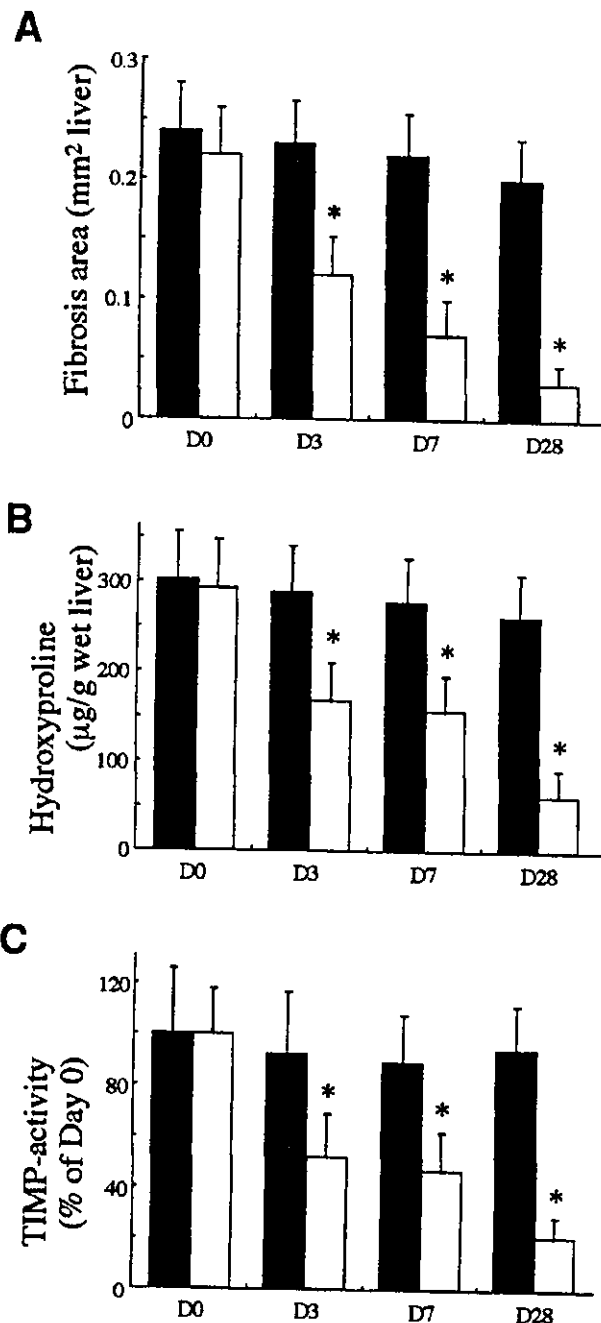 A
Fibrosis area (mm² liver)
0.3
0.2
0.1
0
*
*
*
D0 D3 D7 D28
B
Hydroxyproline
(μg/g wet liver)
300
200
100
0
*
*
*
D0 D3 D7 D28
C
TIMP-activity
(% of Day 0)
120
80
40
0
*
*
*
D0 D3 D7 D28